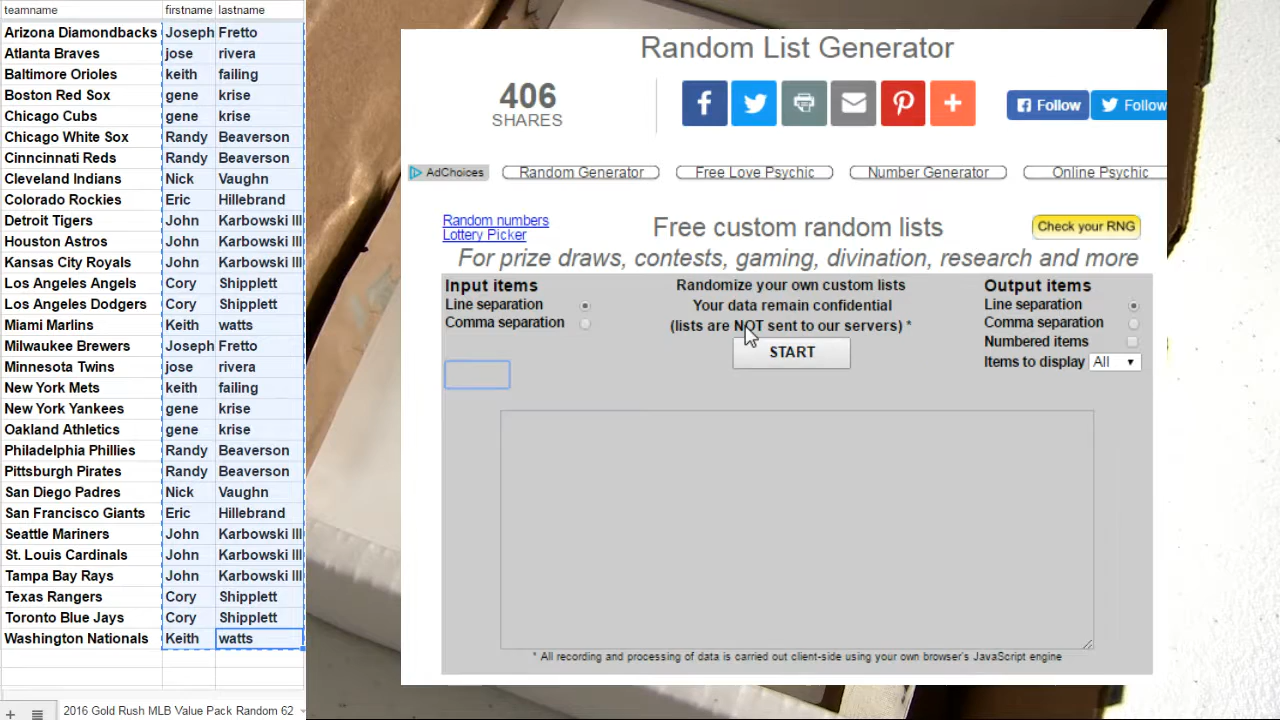 teamname firstname lastname
Arizona Diamondbacks Joseph Fretto
Atlanta Braves jose rivera
Baltimore Orioles keith failing
Boston Red Sox gene krise
Chicago Cubs gene krise
Chicago White Sox Randy Beaverson
Cinncinnati Reds Randy Beaverson
Cleveland Indians Nick Vaughn
Colorado Rockies Eric Hillebrand
Detroit Tigers John Karbowski III
Houston Astros John Karbowski III
Kansas City Royals John Karbowski III
Los Angeles Angels Cory Shipplett
Los Angeles Dodgers Cory Shipplett
Miami Marlins Keith watts
Milwaukee Brewers Joseph Fretto
Minnesota Twins jose rivera
New York Mets keith failing
New York Yankees gene krise
Oakland Athletics gene krise
Philadelphia Phillies Randy Beaverson
Pittsburgh Pirates Randy Beaverson
San Diego Padres Nick Vaughn
San Francisco Giants Eric Hillebrand
Seattle Mariners John Karbowski III
St. Louis Cardinals John Karbowski III
Tampa Bay Rays John Karbowski III
Texas Rangers Cory Shipplett
Toronto Blue Jays Cory Shipplett
Washington Nationals Keith watts
2016 Gold Rush MLB Value Pack Random 62
Random List Generator
406
SHARES
Follow
Follow
AdChoices
Random Generator
Free Love Psychic
Number Generator
Online Psychic
Random numbers
Lottery Picker
Free custom random lists
Check your RNG
For prize draws, contests, gaming, divination, research and more
Input items
Line separation
Comma separation
Randomize your own custom lists
Your data remain confidential
(lists are NOT sent to our servers) *
START
Output items
Line separation
Comma separation
Numbered items
Items to display All
* All recording and processing of data is carried out client-side using your own browser's JavaScript engine